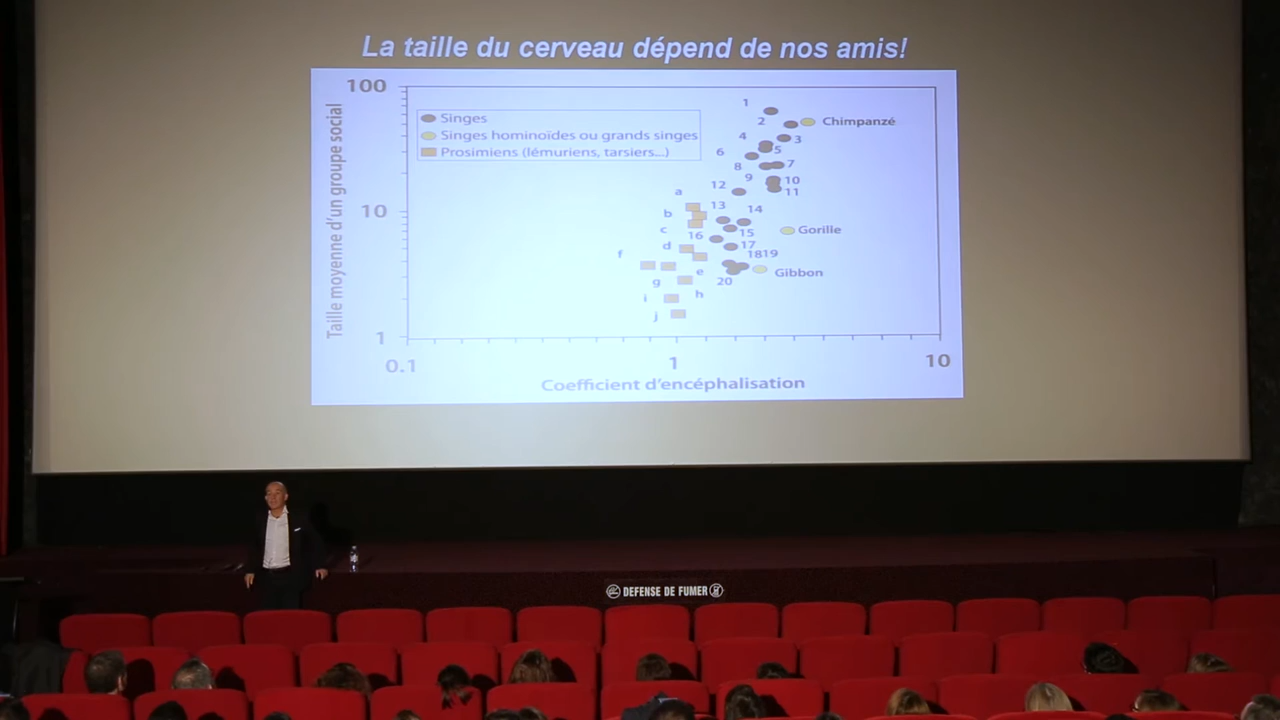 La taille du cerveau dépend de nos amis!
Taille moyenne d'un groupe social
100
10
1
Singes
Singes hominoïdes ou grands singes
Prosimiens (lémuriens, tarsiers...)
1
2
Chimpanzé
3
4
5
6
7
8
9
10
11
12
a
13
14
b
c
16
15
Gorille
d
17
f
1819
e
Gibbon
g
20
h
i
j
0.1
1
10
Coefficient d'encéphalisation
DEFENSE DE FUMER